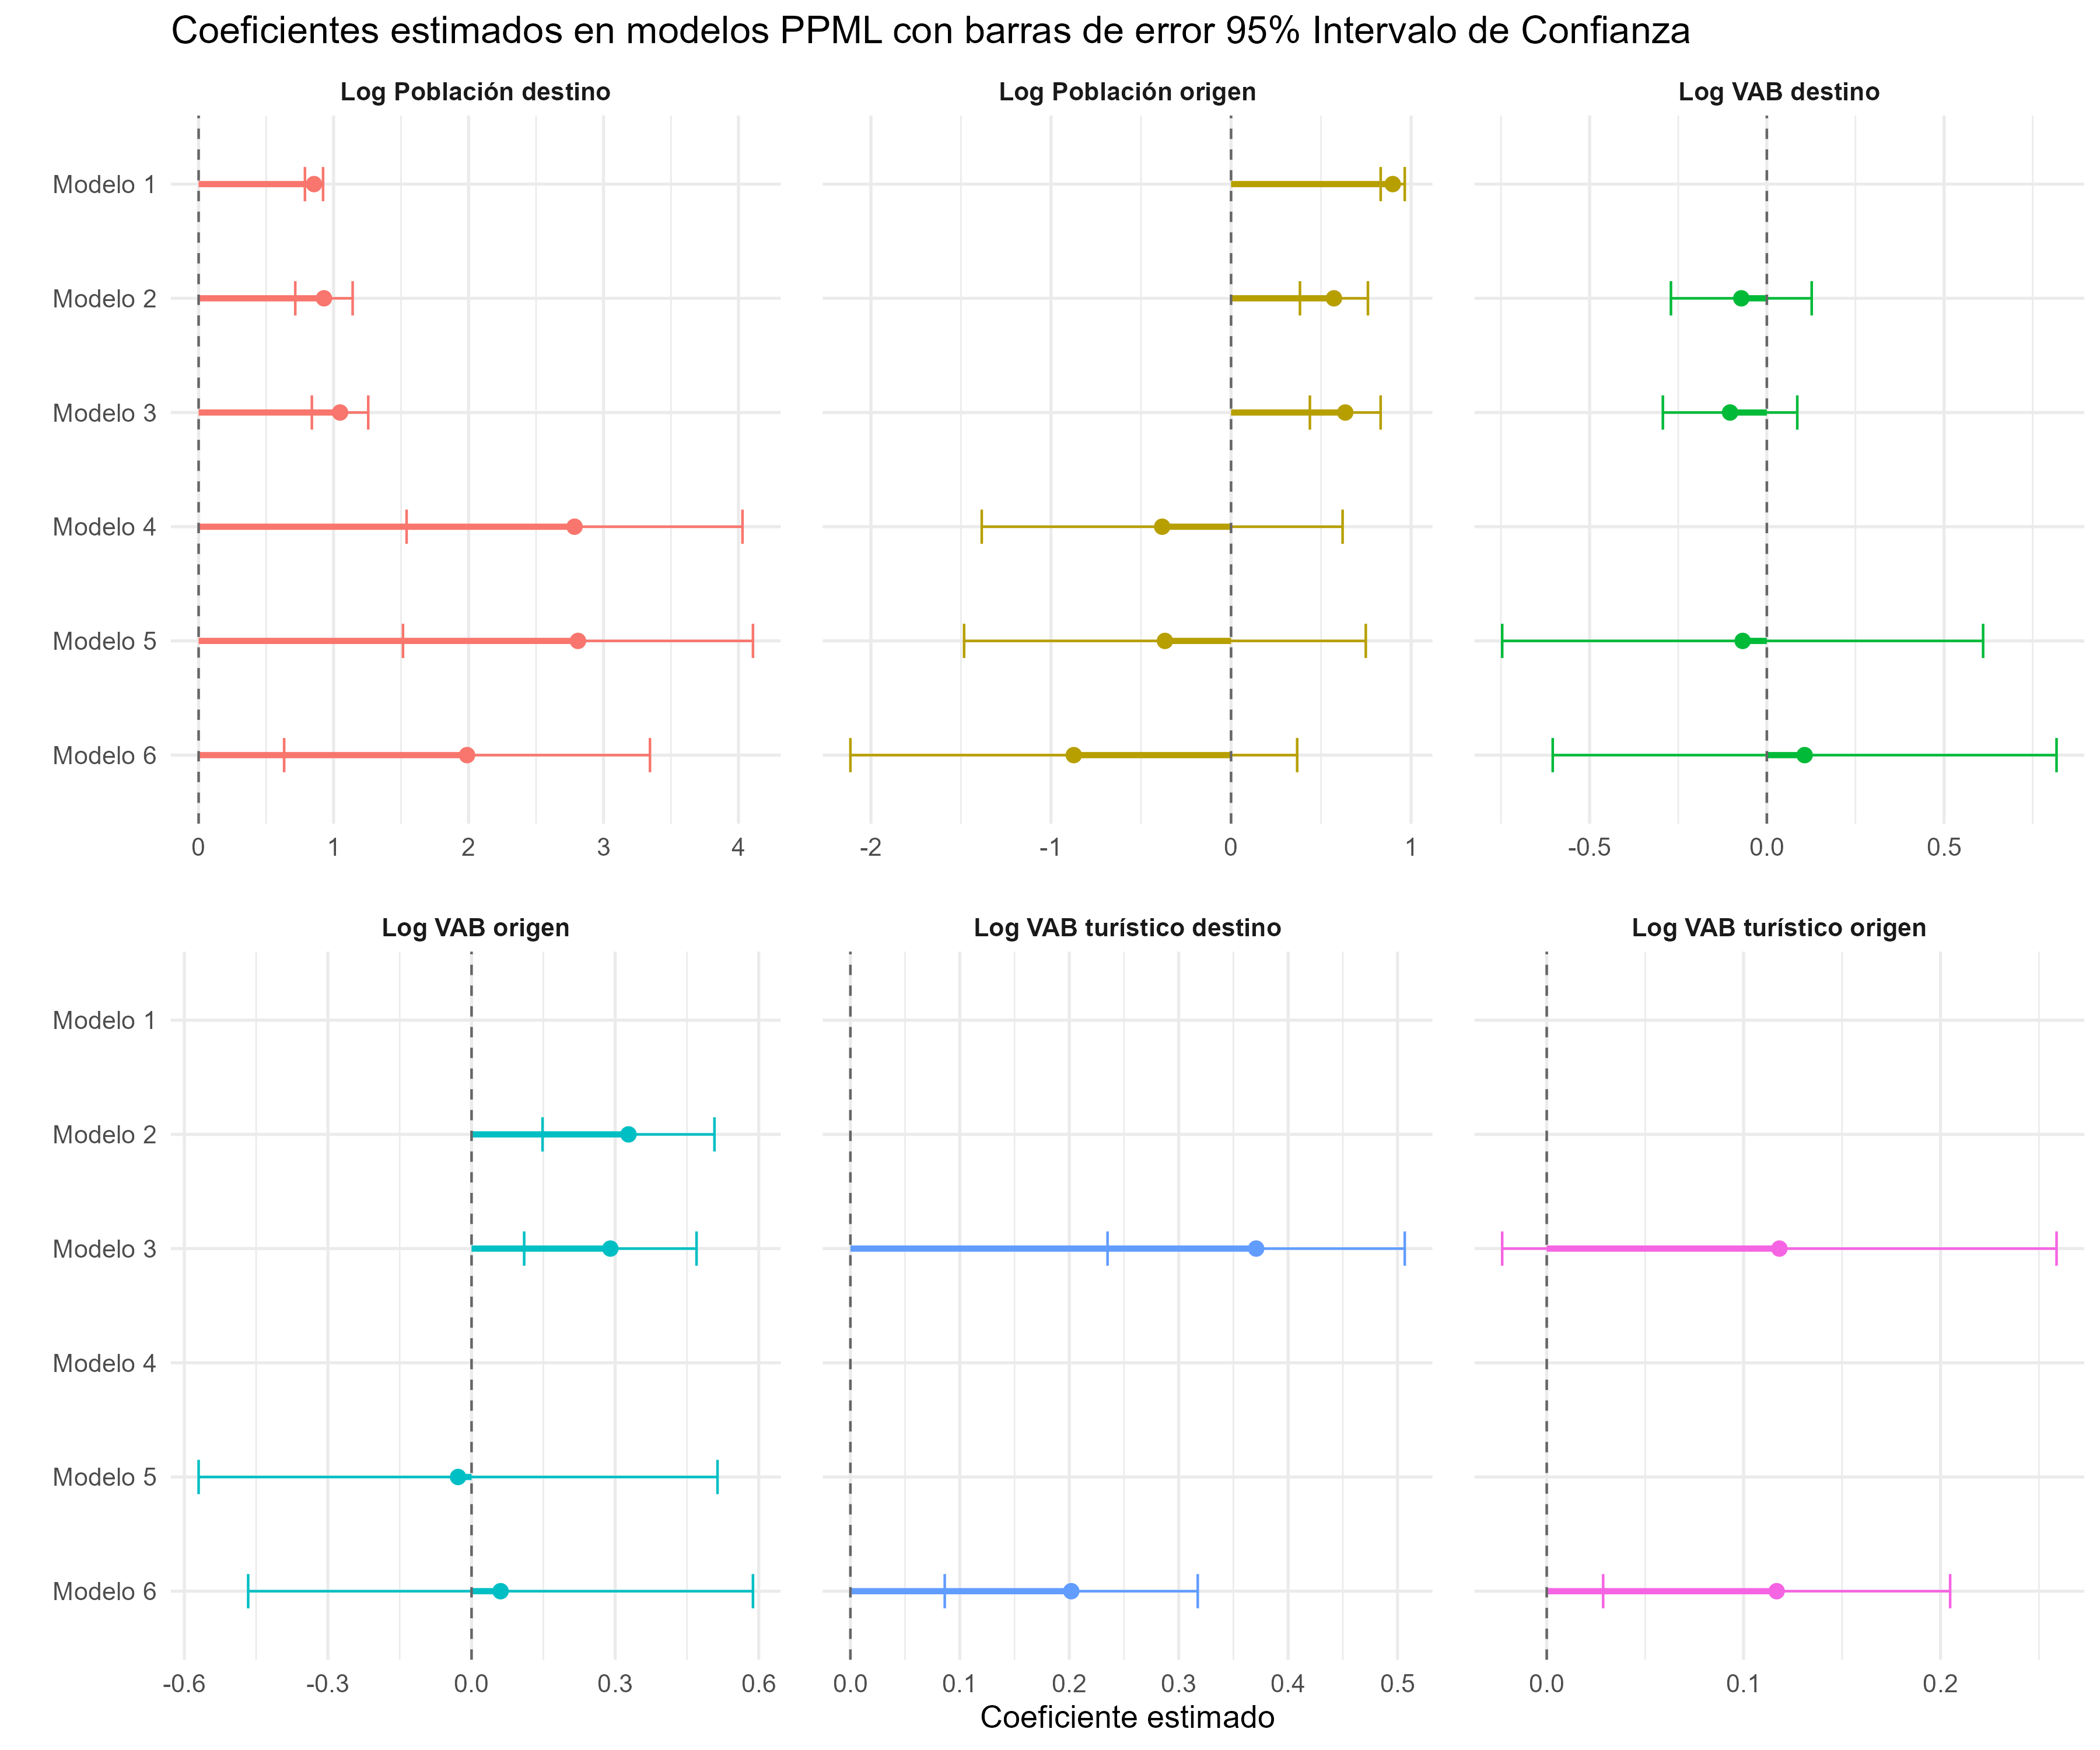 Coeficientes estimados en modelos PPML con barras de error 95% Intervalo de Confianza
Log Población destino
Log Población origen
Log VAB destino
Modelo 1
Modelo 2
Modelo 3
Modelo 4
Modelo 5
Modelo 6
0 1 2 3 4
-2 -1 0 1
-0.5 0.0 0.5
Log VAB origen
Log VAB turístico destino
Log VAB turístico origen
Modelo 1
Modelo 2
Modelo 3
Modelo 4
Modelo 5
Modelo 6
-0.6 -0.3 0.0 0.3 0.6
0.0 0.1 0.2 0.3 0.4 0.5
0.0 0.1 0.2
Coeficiente estimado